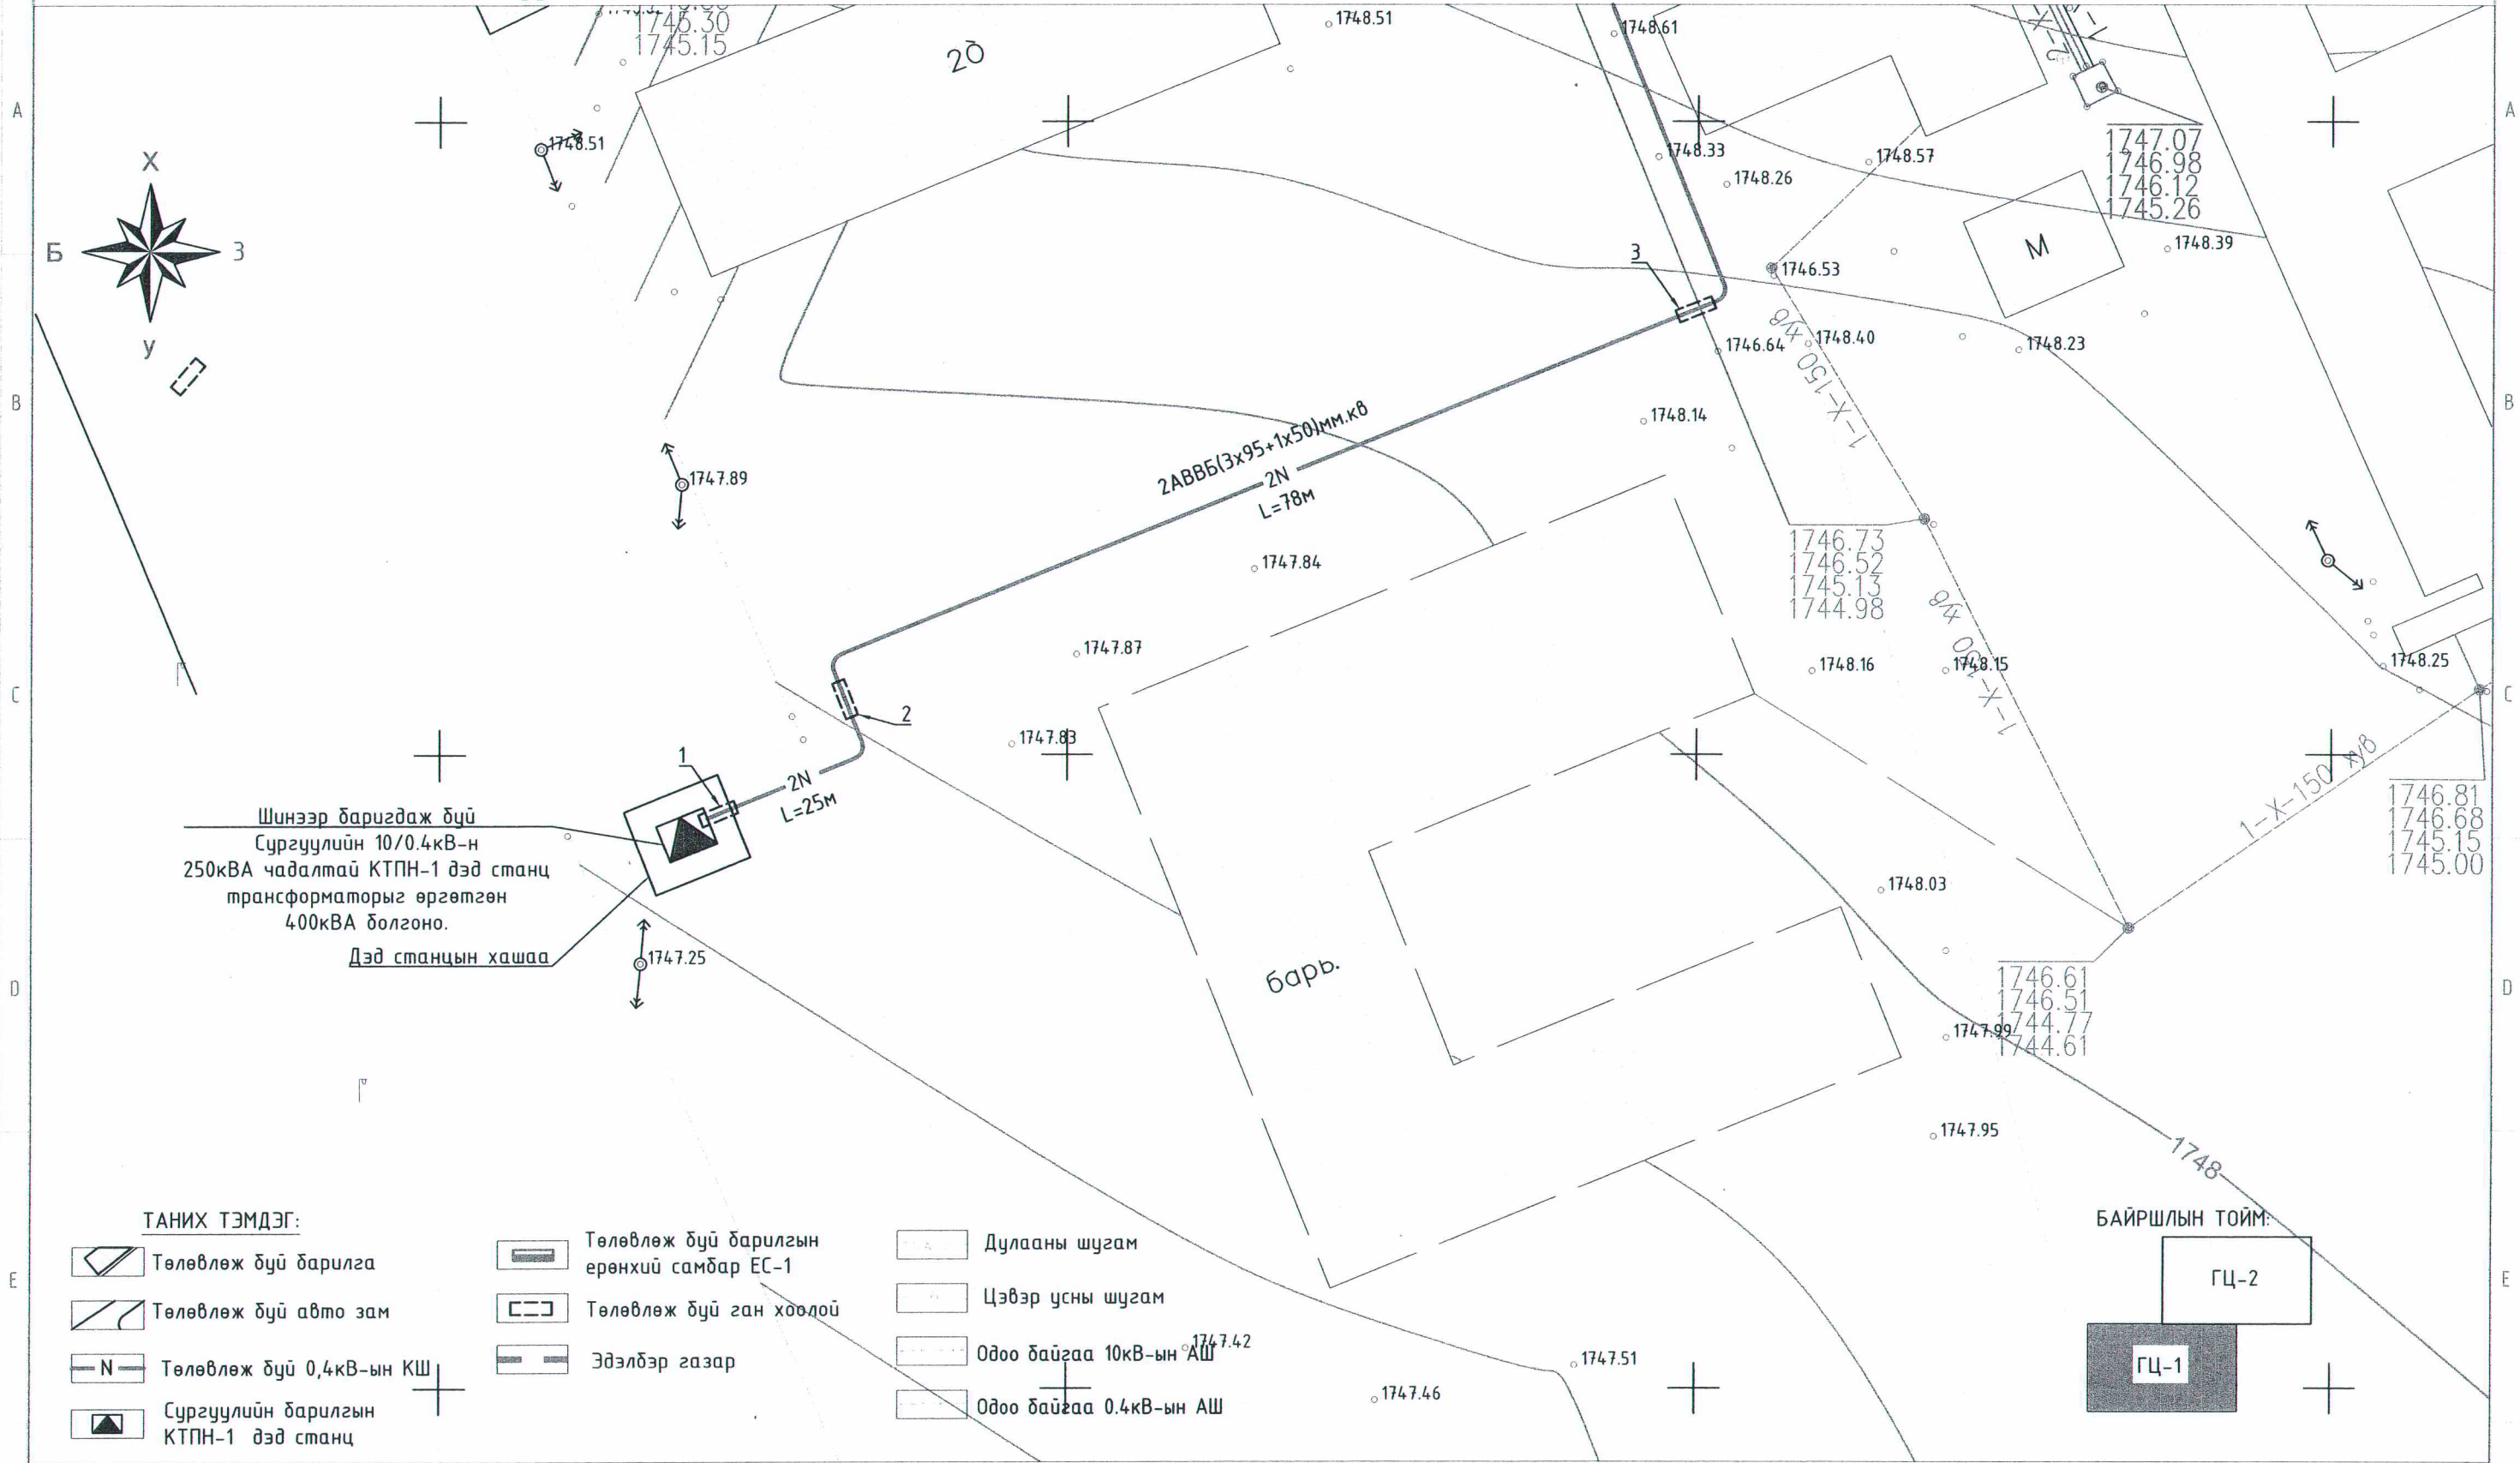 1745.30
1745.15
2О̄
1748.51
1748.61
A
A
1748.51
1748.33
1748.26
1748.57
1747.07
1746.98
1746.12
1745.26
Х
Б
З
У
М
1748.39
3
1746.53
1746.64
1748.40
1748.23
1-X-150 хув
B
B
2АВВБ(3x95+1x50)мм.кв
2N
L=78м
1748.14
1747.89
1747.84
1746.73
1746.52
1745.13
1744.98
1-X-150 хув
1747.87
1748.16
1748.15
1748.25
C
C
2
1747.83
1
2N
L=25м
1-X-150 хув
1746.81
1746.68
1745.15
1745.00
Шинээр баригдаж буй
Сургуулийн 10/0.4кВ-н
250кВА чадалтай КТПН-1 дэд станц
трансформаторыг өргөтгөн
400кВА болгоно.
Дэд станцын хашаа
1748.03
1747.25
барь.
D
D
1746.61
1746.51
1744.77
1744.61
1747.99
1747.95
1748
ТАНИХ ТЭМДЭГ:
Төлөвлөж буй барилга
Төлөвлөж буй авто зам
N
Төлөвлөж буй 0,4кВ-ын КШ
Сургуулийн барилгын
КТПН-1 дэд станц
Төлөвлөж буй барилгын
ерөнхий самбар ЕС-1
Төлөвлөж буй ган хоолой
Эдэлбэр газар
Дулааны шугам
Цэвэр усны шугам
Одоо байгаа 10кВ-ын АШ
Одоо байгаа 0.4кВ-ын АШ
1747.42
1747.46
1747.51
БАЙРШЛЫН ТОЙМ:
ГЦ-2
ГЦ-1
E
E